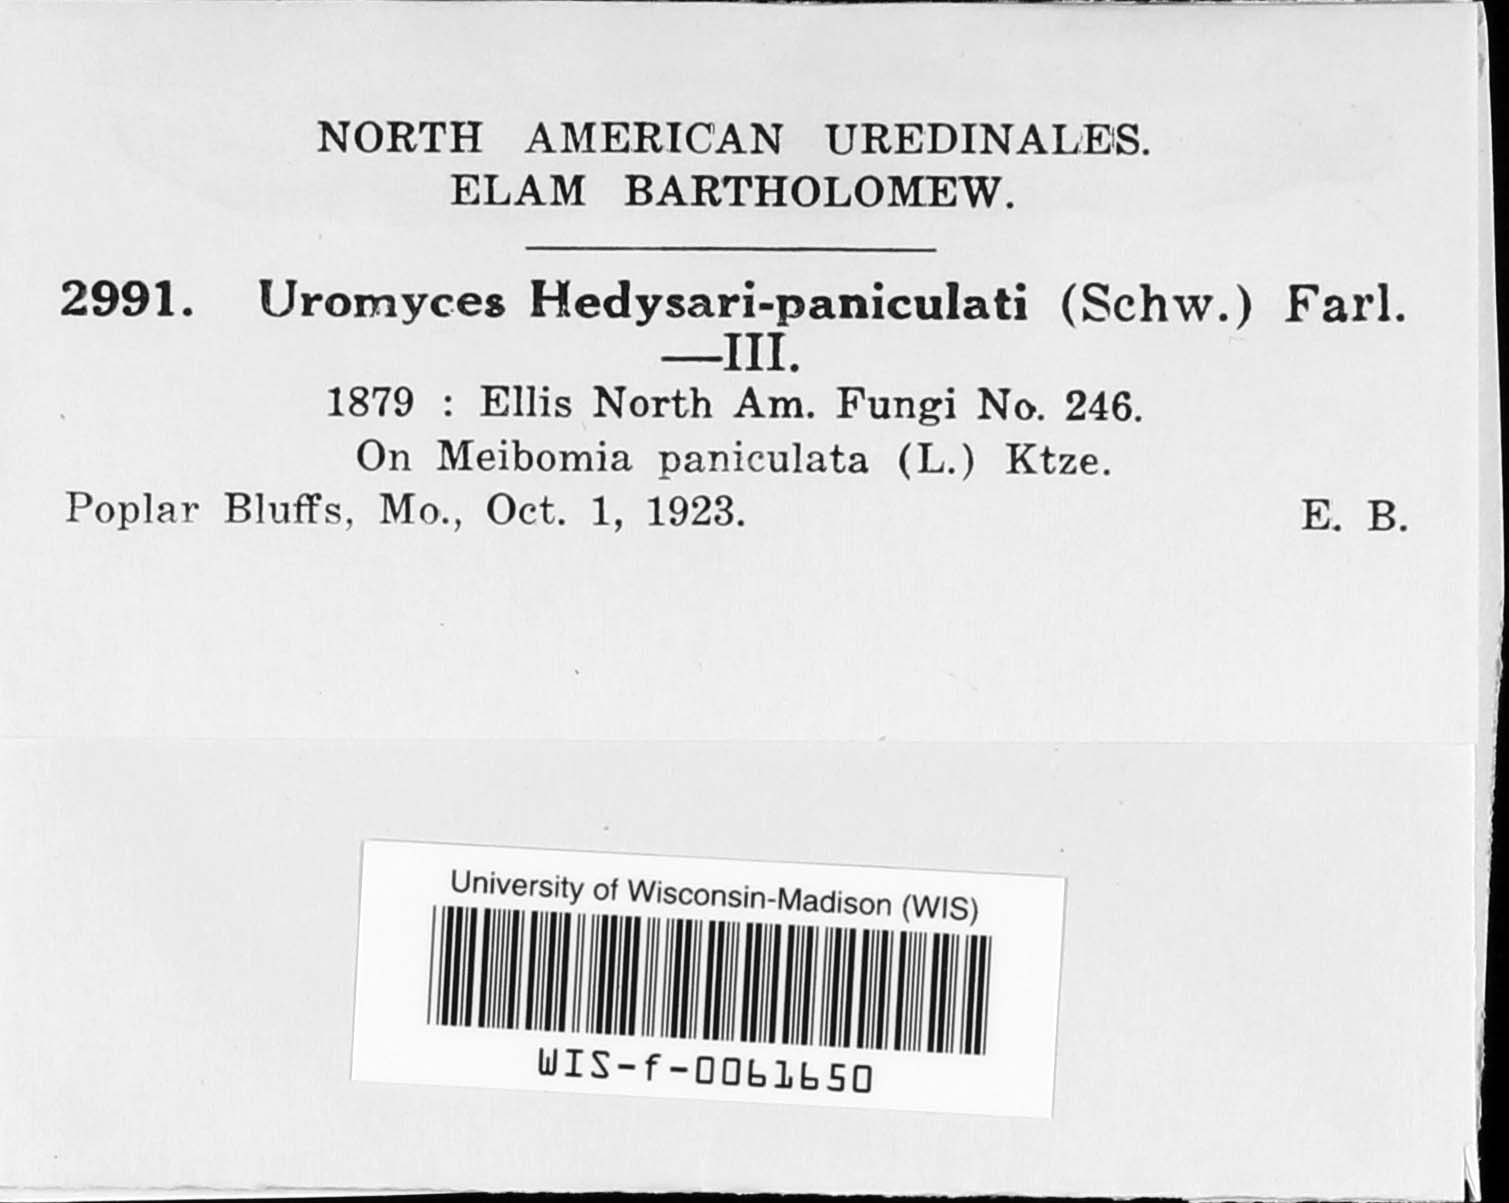 NORTH AMERICAN UREDINALES.
ELAM BARTHOLOMEW.
2991. Uromyces Hedysari-paniculati (Schw.) Farl.
—III.
1879 : Ellis North Am. Fungi No. 246.
On Meibomia paniculata (L.) Ktze.
Poplar Bluffs, Mo., Oct. 1, 1923. E. B.
University of Wisconsin-Madison (WIS)
WIS-f-0061650